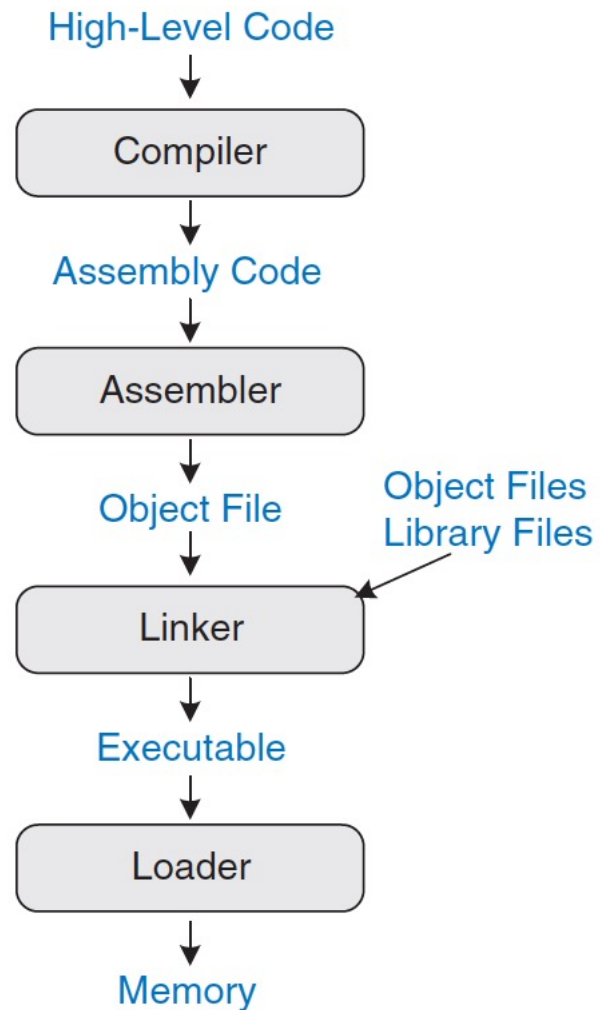 High-Level Code
Compiler
Assembly Code
Assembler
Object File
Object Files
Library Files
Linker
Executable
Loader
Memory